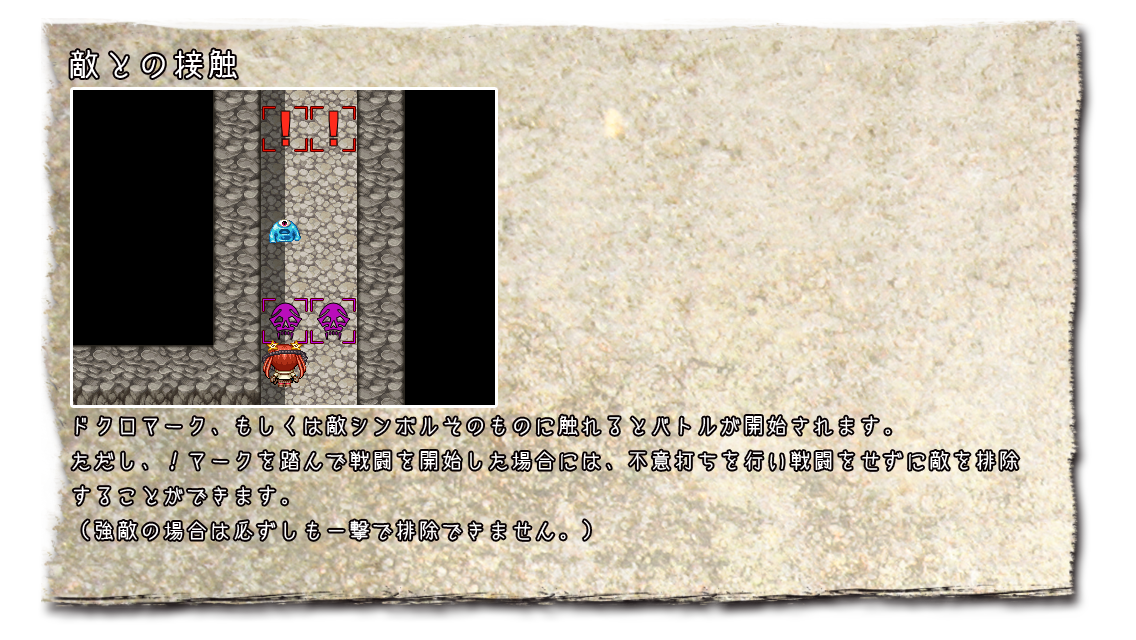 敵との接触
! !
ドクロマーク、もしくは敵シンボルそのものに触れるとバトルが開始されます。
ただし、！マークを踏んで戦闘を開始した場合には、不意打ちを行い戦闘をせずに敵を排除
することができます。
（強敵の場合は必ずしも一撃で排除できません。）